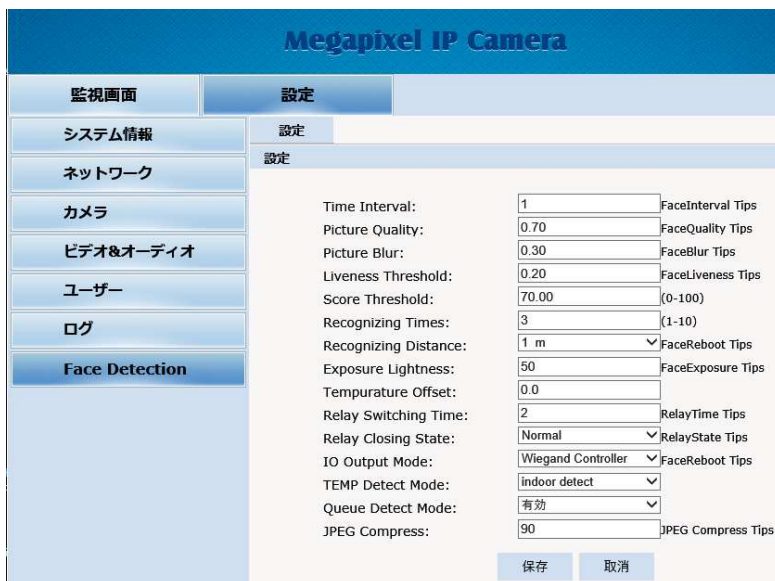 Megapixel IP Camera
監視画面
設定
システム情報
ネットワーク
カメラ
ビデオ&オーディオ
ユーザー
ログ
Face Detection
設定
設定
Time Interval: 1 FaceInterval Tips
Picture Quality: 0.70 FaceQuality Tips
Picture Blur: 0.30 FaceBlur Tips
Liveness Threshold: 0.20 FaceLiveness Tips
Score Threshold: 70.00 (0-100)
Recognizing Times: 3 (1-10)
Recognizing Distance: 1 m FaceReboot Tips
Exposure Lightness: 50 FaceExposure Tips
Tempurature Offset: 0.0
Relay Switching Time: 2 RelayTime Tips
Relay Closing State: Normal RelayState Tips
IO Output Mode: Wiegand Controller FaceReboot Tips
TEMP Detect Mode: indoor detect
Queue Detect Mode: 有効
JPEG Compress: 90 JPEG Compress Tips
保存 取消